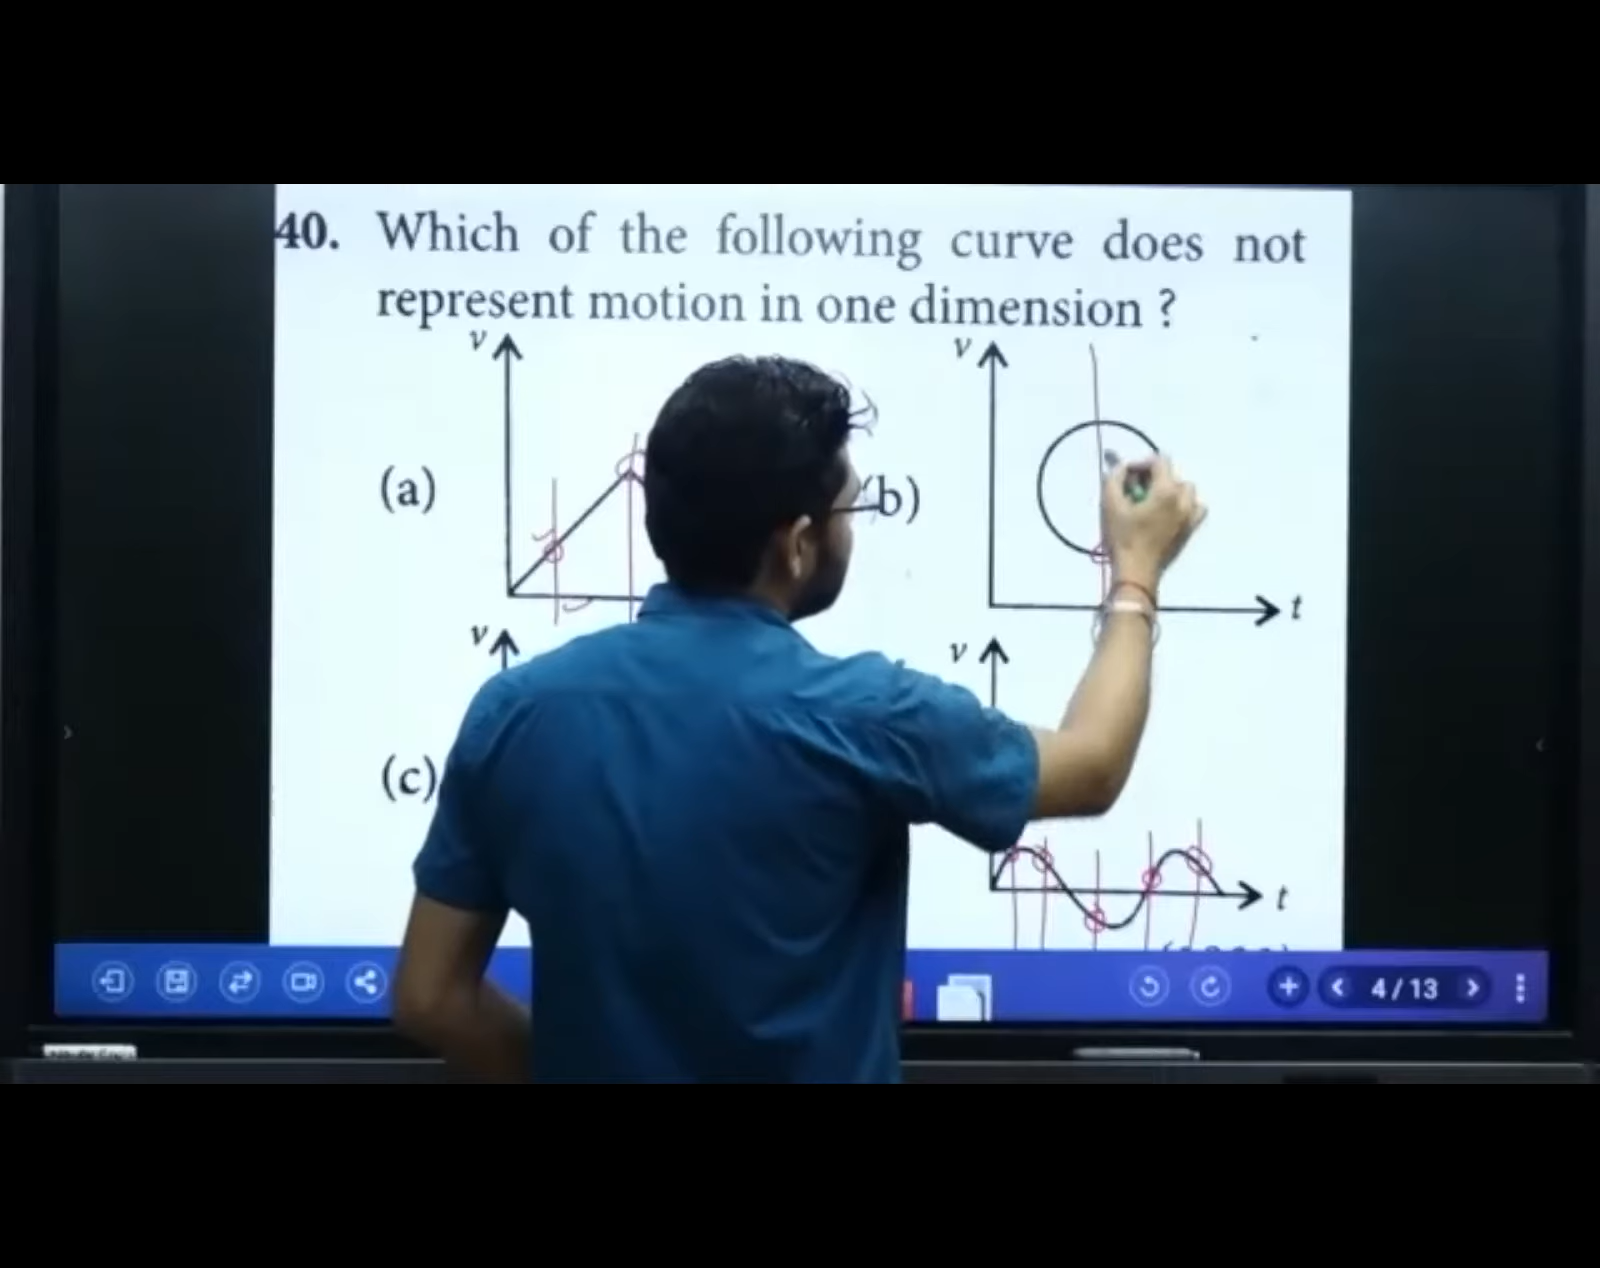 40. Which of the following curve does not
represent motion in one dimension ?
v
v
(a)
(b)
t
v
v
(c)
t
4/13